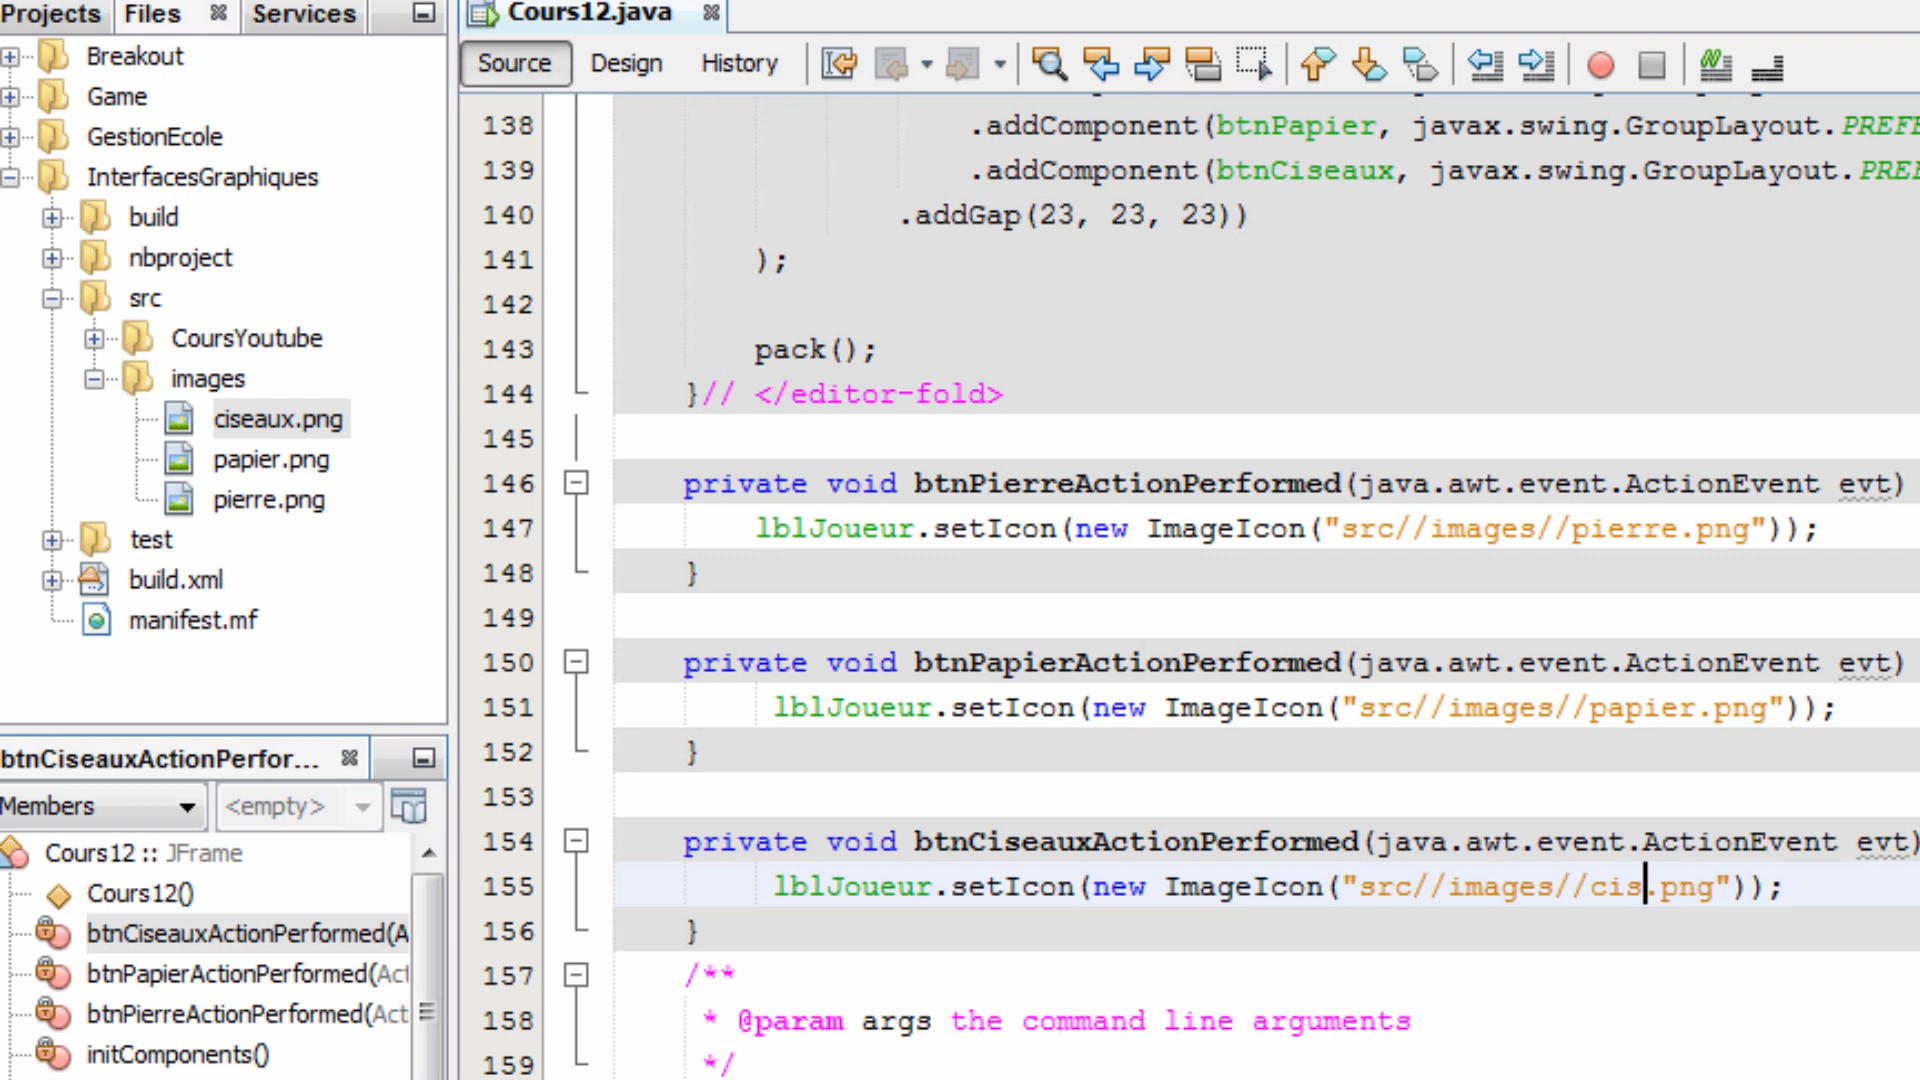 Projects Files Services
Breakout
Game
GestionEcole
InterfacesGraphiques
build
nbproject
src
CoursYoutube
images
ciseaux.png
papier.png
pierre.png
test
build.xml
manifest.mf
btnCiseauxActionPerfor...
Members <empty>
Cours12 :: JFrame
Cours12()
btnCiseauxActionPerformed(A
btnPapierActionPerformed(Act
btnPierreActionPerformed(Act
initComponents()
Cours12.java
Source Design History
138 .addComponent(btnPapier, javax.swing.GroupLayout.PREFE
139 .addComponent(btnCiseaux, javax.swing.GroupLayout.PREF
140 .addGap(23, 23, 23))
141 );
142
143 pack();
144 }// </editor-fold>
145
146 private void btnPierreActionPerformed(java.awt.event.ActionEvent evt)
147 lblJoueur.setIcon(new ImageIcon("src//images//pierre.png"));
148 }
149
150 private void btnPapierActionPerformed(java.awt.event.ActionEvent evt)
151 lblJoueur.setIcon(new ImageIcon("src//images//papier.png"));
152 }
153
154 private void btnCiseauxActionPerformed(java.awt.event.ActionEvent evt)
155 lblJoueur.setIcon(new ImageIcon("src//images//cis.png"));
156 }
157 /**
158 * @param args the command line arguments
159 */